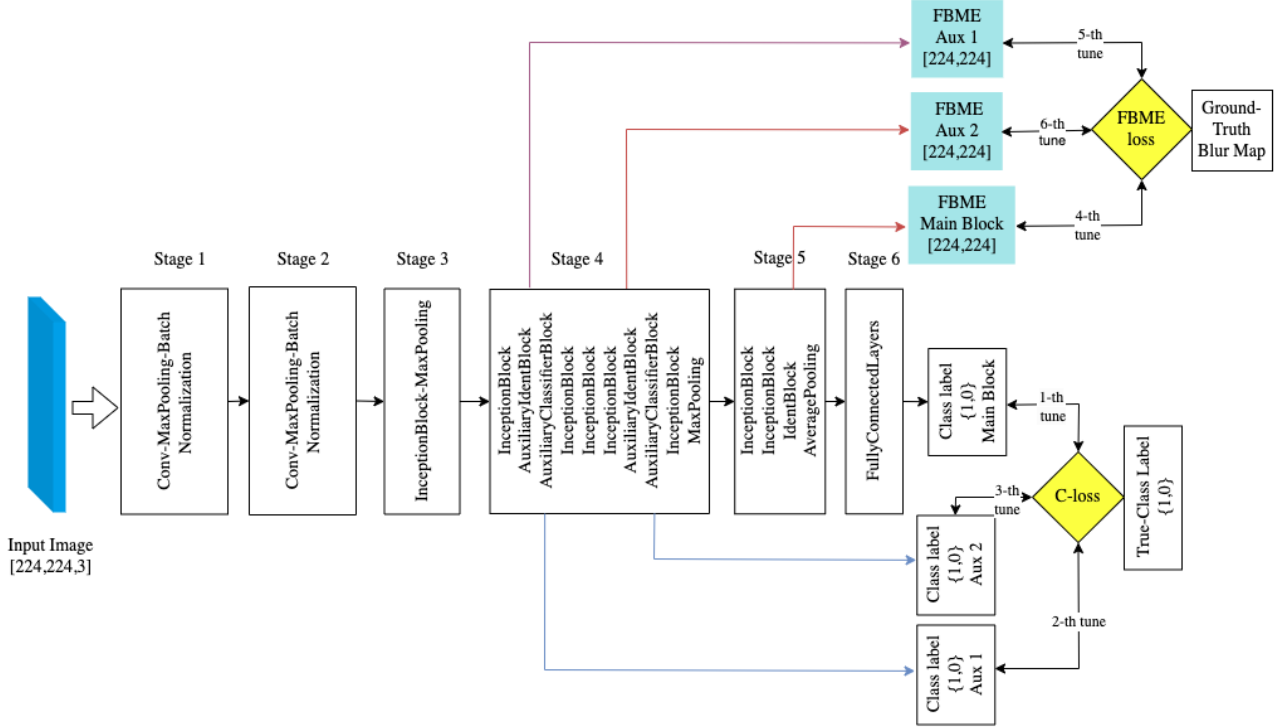 FBME
Aux 1
[224,224]
5-th
tune
FBME
Aux 2
[224,224]
6-th
tune
FBME
loss
Ground-
Truth
Blur Map
FBME
Main Block
[224,224]
4-th
tune
Stage 1
Stage 2
Stage 3
Stage 4
Stage 5
Stage 6
Conv-MaxPooling-Batch
Normalization
Conv-MaxPooling-Batch
Normalization
InceptionBlock-MaxPooling
InceptionBlock
AuxiliaryIdentBlock
AuxiliaryClassifierBlock
InceptionBlock
InceptionBlock
InceptionBlock
AuxiliaryIdentBlock
AuxiliaryClassifierBlock
InceptionBlock
MaxPooling
InceptionBlock
InceptionBlock
IdentBlock
AveragePooling
FullyConnectedLayers
Class label
{1,0}
Main Block
1-th
tune
C-loss
True-Class Label
{1,0}
3-th
tune
Class label
{1,0}
Aux 2
2-th tune
Class label
{1,0}
Aux 1
Input Image
[224,224,3]